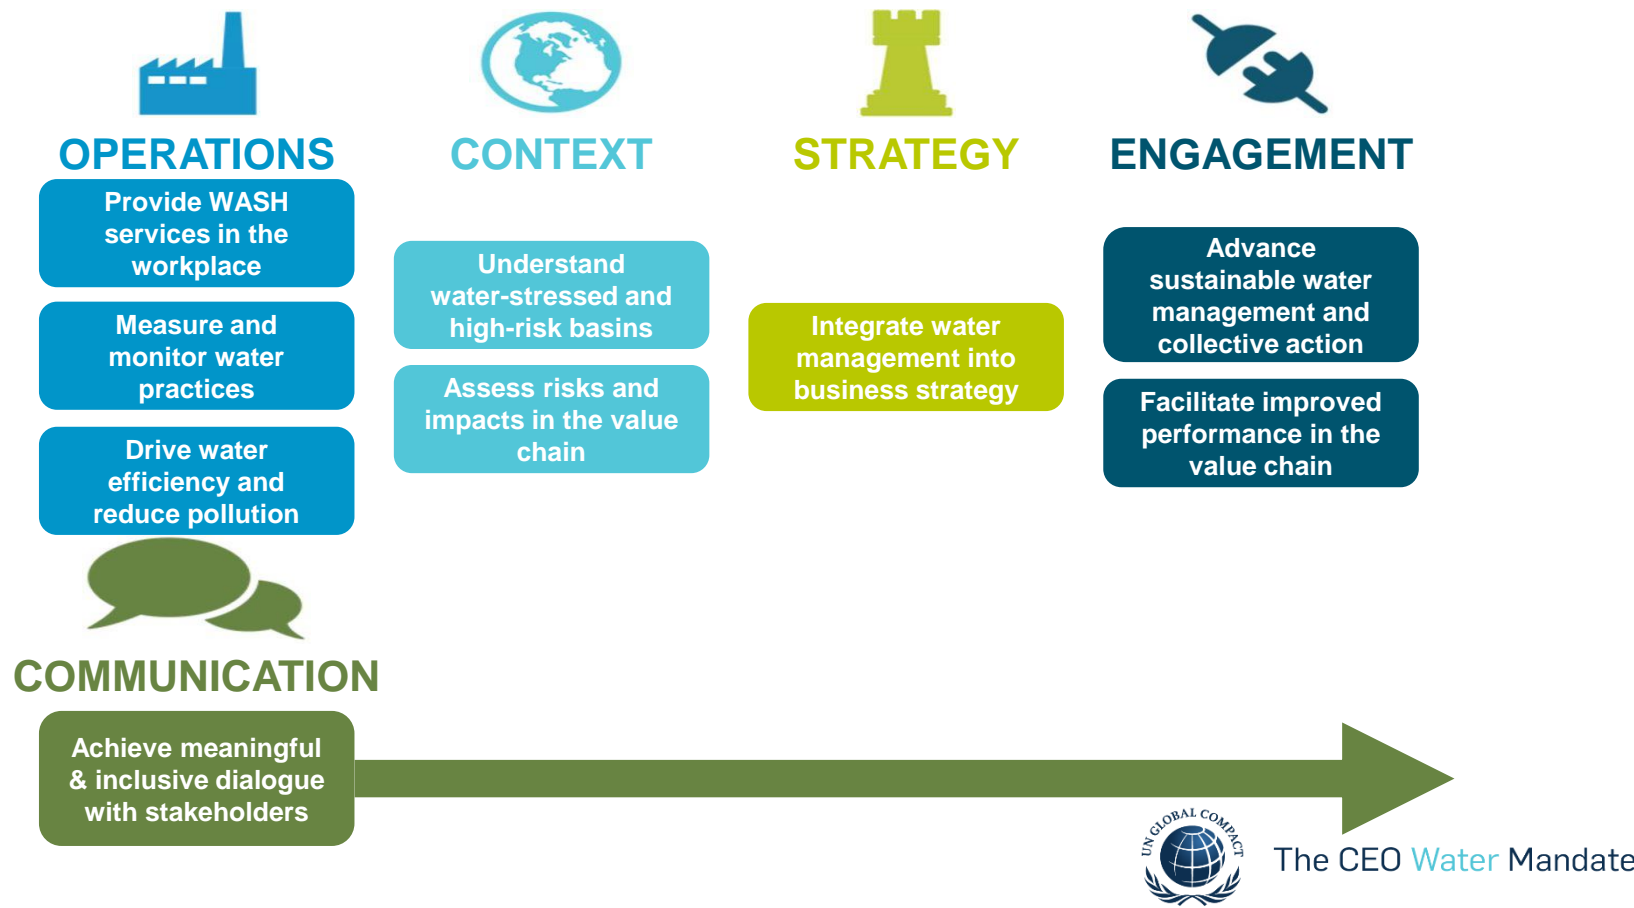 OPERATIONS
Provide WASH
services in the
workplace
Measure and
monitor water
practices
Drive water
efficiency and
reduce pollution
CONTEXT
Understand
water-stressed and
high-risk basins
Assess risks and
impacts in the value
chain
STRATEGY
Integrate water
management into
business strategy
ENGAGEMENT
Advance
sustainable water
management and
collective action
Facilitate improved
performance in the
value chain
COMMUNICATION
Achieve meaningful
& inclusive dialogue
with stakeholders
UN GLOBAL COMPACT
The CEO Water Mandate